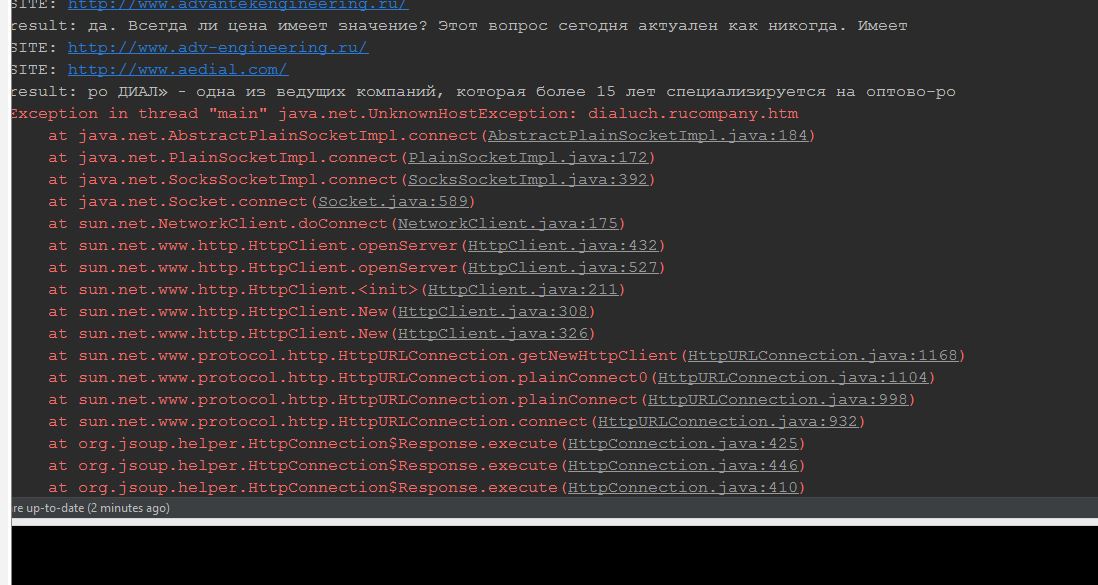 SITE: http://www.advantekengineering.ru/
result: да. Всегда ли цена имеет значение? Этот вопрос сегодня актуален как никогда. Имеет
SITE: http://www.adv-engineering.ru/
SITE: http://www.aedial.com/
result: ро ДИАЛ» - одна из ведущих компаний, которая более 15 лет специализируется на оптово-ро
Exception in thread "main" java.net.UnknownHostException: dialuch.rucompany.htm
at java.net.AbstractPlainSocketImpl.connect(AbstractPlainSocketImpl.java:184)
at java.net.PlainSocketImpl.connect(PlainSocketImpl.java:172)
at java.net.SocksSocketImpl.connect(SocksSocketImpl.java:392)
at java.net.Socket.connect(Socket.java:589)
at sun.net.NetworkClient.doConnect(NetworkClient.java:175)
at sun.net.www.http.HttpClient.openServer(HttpClient.java:432)
at sun.net.www.http.HttpClient.openServer(HttpClient.java:527)
at sun.net.www.http.HttpClient.<init>(HttpClient.java:211)
at sun.net.www.http.HttpClient.New(HttpClient.java:308)
at sun.net.www.http.HttpClient.New(HttpClient.java:326)
at sun.net.www.protocol.http.HttpURLConnection.getNewHttpClient(HttpURLConnection.java:1168)
at sun.net.www.protocol.http.HttpURLConnection.plainConnect0(HttpURLConnection.java:1104)
at sun.net.www.protocol.http.HttpURLConnection.plainConnect(HttpURLConnection.java:998)
at sun.net.www.protocol.http.HttpURLConnection.connect(HttpURLConnection.java:932)
at org.jsoup.helper.HttpConnection$Response.execute(HttpConnection.java:425)
at org.jsoup.helper.HttpConnection$Response.execute(HttpConnection.java:446)
at org.jsoup.helper.HttpConnection$Response.execute(HttpConnection.java:410)
re up-to-date (2 minutes ago)